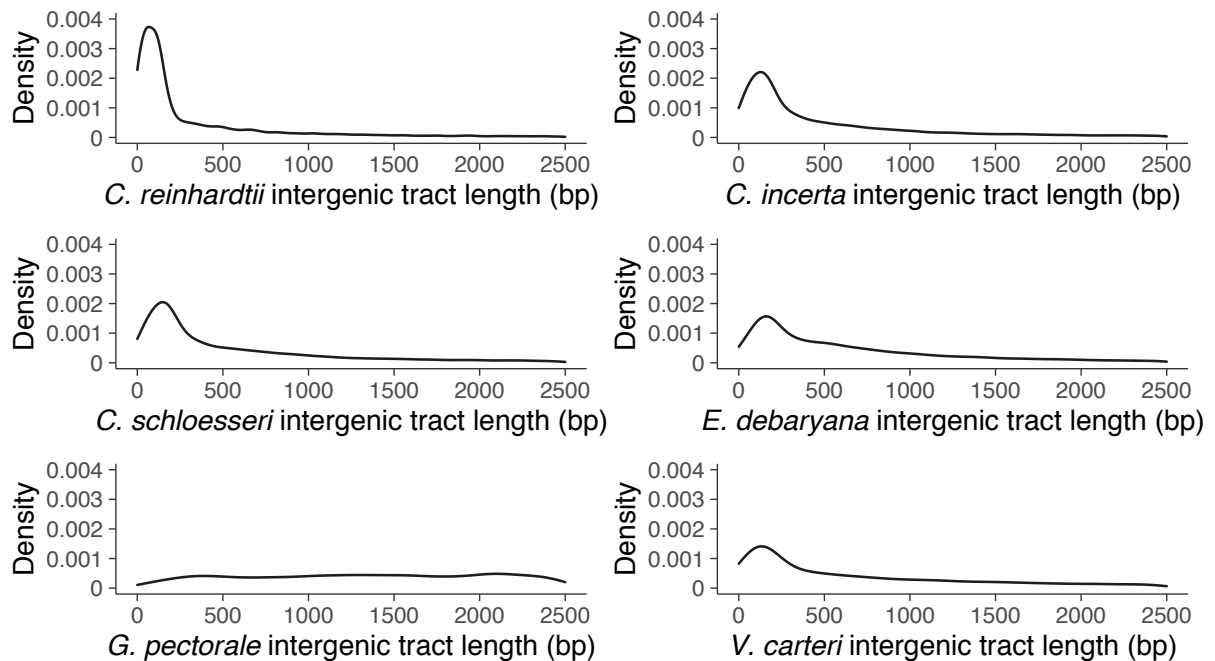 Density
0.004
0.003
0.002
0.001
0
0 500 1000 1500 2000 2500
C. reinhardtii intergenic tract length (bp)
Density
0.004
0.003
0.002
0.001
0
0 500 1000 1500 2000 2500
C. incerta intergenic tract length (bp)
Density
0.004
0.003
0.002
0.001
0
0 500 1000 1500 2000 2500
C. schloesseri intergenic tract length (bp)
Density
0.004
0.003
0.002
0.001
0
0 500 1000 1500 2000 2500
E. debaryana intergenic tract length (bp)
Density
0.004
0.003
0.002
0.001
0
0 500 1000 1500 2000 2500
G. pectorale intergenic tract length (bp)
Density
0.004
0.003
0.002
0.001
0
0 500 1000 1500 2000 2500
V. carteri intergenic tract length (bp)